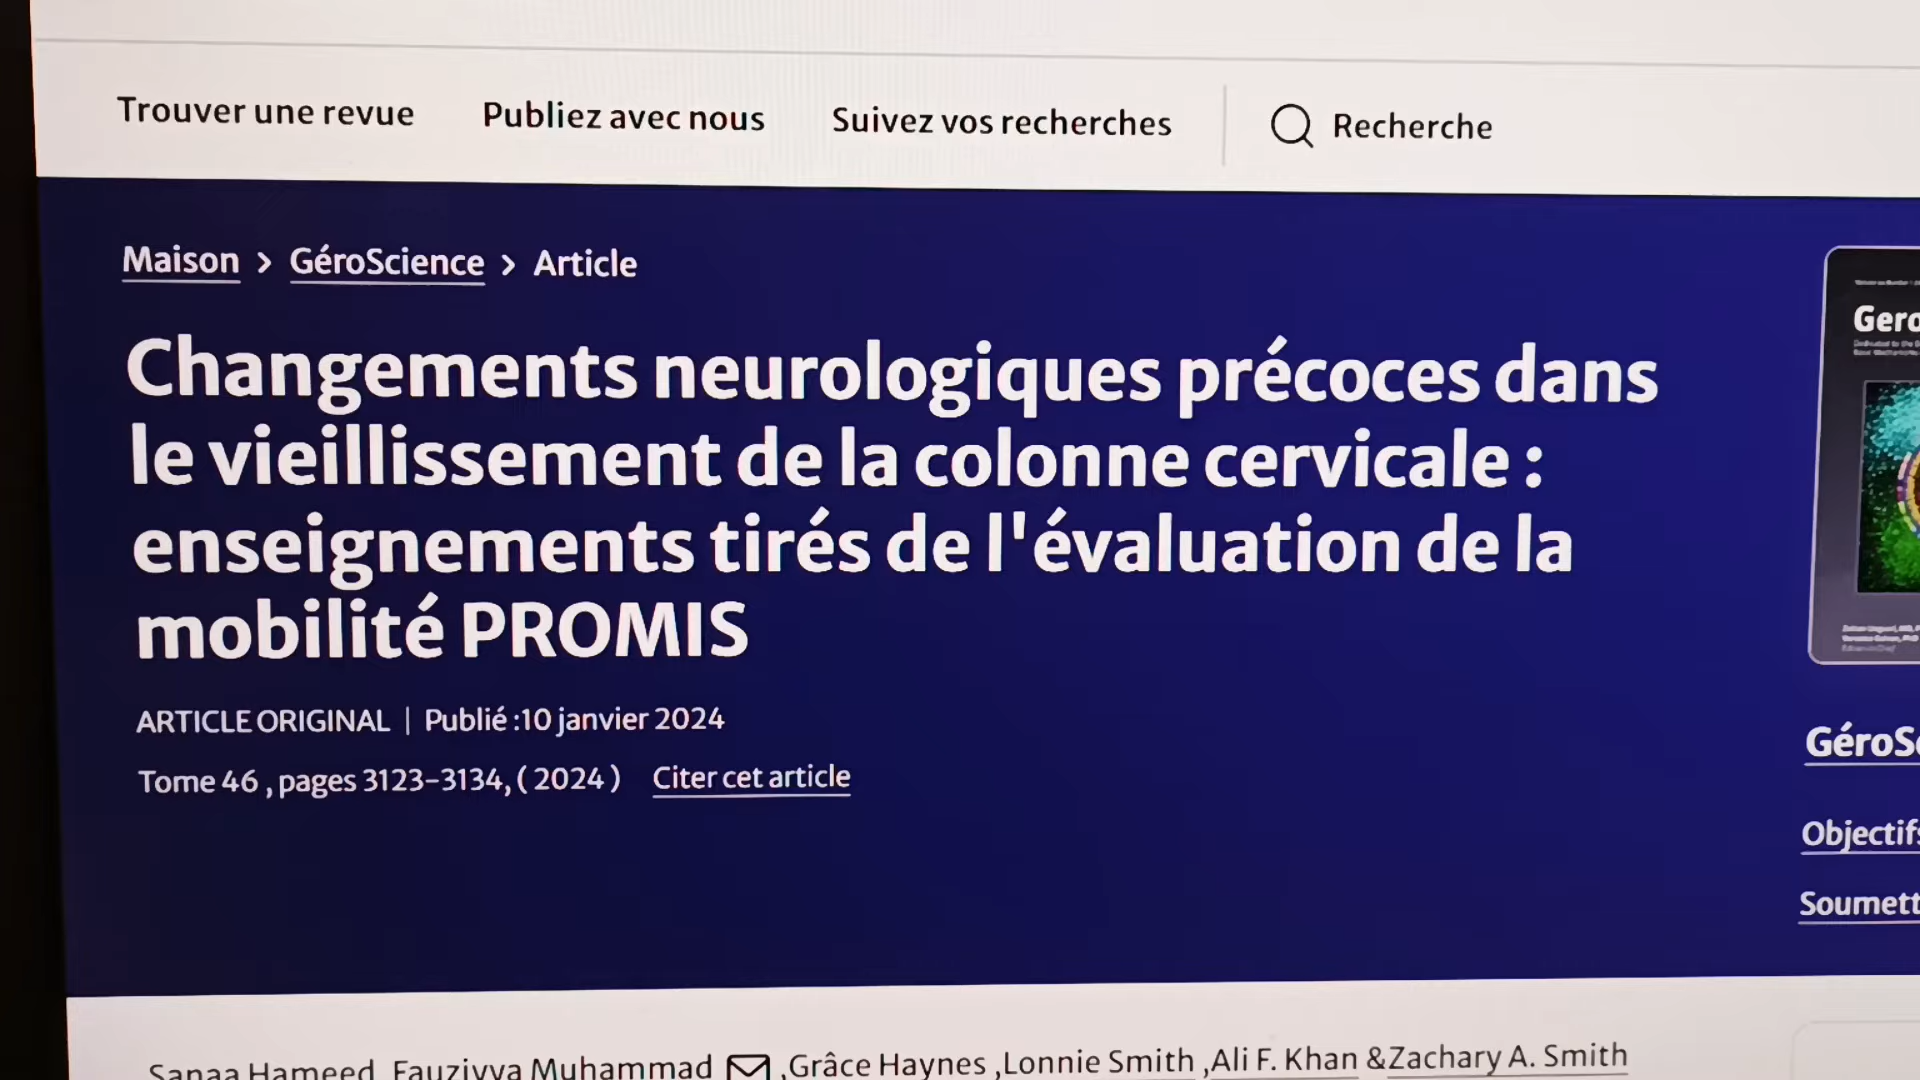 Trouver une revue
Publiez avec nous
Suivez vos recherches
Recherche
Maison > GéroScience > Article
Changements neurologiques précoces dans
le vieillissement de la colonne cervicale :
enseignements tirés de l'évaluation de la
mobilité PROMIS
ARTICLE ORIGINAL | Publié :10 janvier 2024
Tome 46 , pages 3123–3134, ( 2024 ) Citer cet article
Gero
GéroSc
Objectifs
Soumett
Sanaa Hameed, Fauziyya Muhammad ,Grâce Haynes ,Lonnie Smith ,Ali F. Khan &Zachary A. Smith